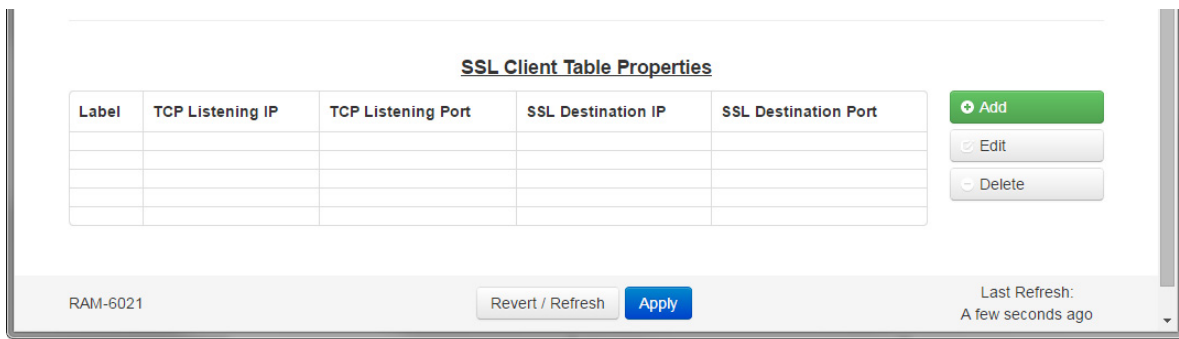 SSL Client Table Properties
Label TCP Listening IP TCP Listening Port SSL Destination IP SSL Destination Port
Add
Edit
Delete
RAM-6021
Revert / Refresh
Apply
Last Refresh:
A few seconds ago